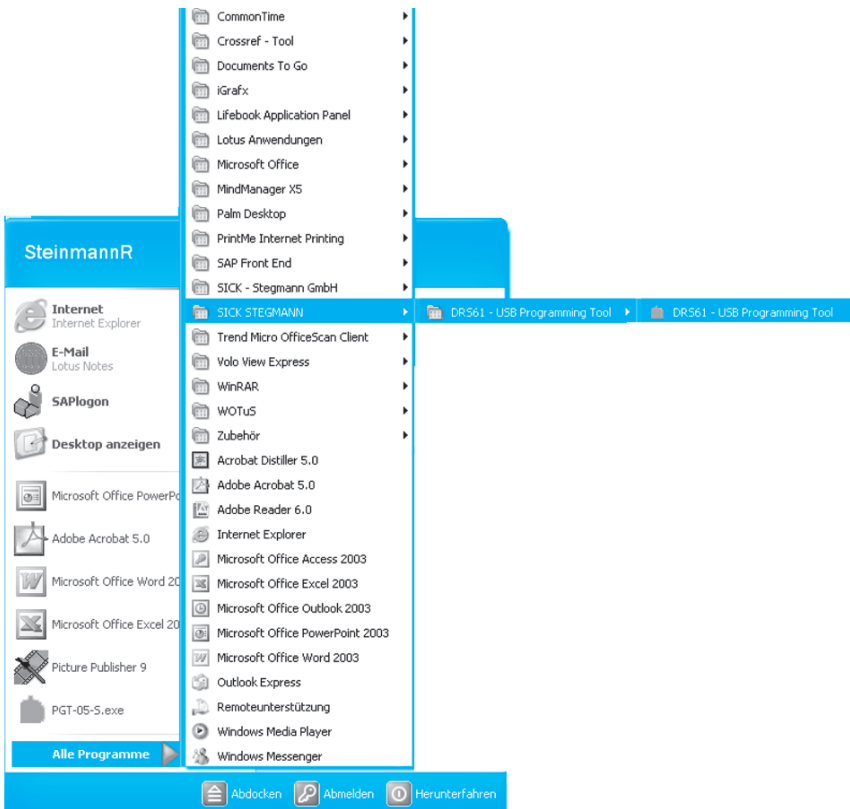 CommonTime
Crossref - Tool
Documents To Go
iGrafx
Lifebook Application Panel
Lotus Anwendungen
Microsoft Office
MindManager X5
Palm Desktop
PrintMe Internet Printing
SAP Front End
SICK - Stegmann GmbH
SICK STEGMANN
DRS61 - USB Programming Tool
DRS61 - USB Programming Tool
Trend Micro OfficeScan Client
Volo View Express
WinRAR
WOTuS
Zubehör
Acrobat Distiller 5.0
Adobe Acrobat 5.0
Adobe Reader 6.0
Internet Explorer
Microsoft Office Access 2003
Microsoft Office Excel 2003
Microsoft Office Outlook 2003
Microsoft Office PowerPoint 2003
Microsoft Office Word 2003
Outlook Express
Remoteunterstützung
Windows Media Player
Windows Messenger
SteinmannR
Internet
Internet Explorer
E-Mail
Lotus Notes
SAPlogon
Desktop anzeigen
Microsoft Office PowerPo
Adobe Acrobat 5.0
Microsoft Office Word 20
Microsoft Office Excel 20
Picture Publisher 9
PGT-05-S.exe
Alle Programme
Abdocken
Abmelden
Herunterfahren